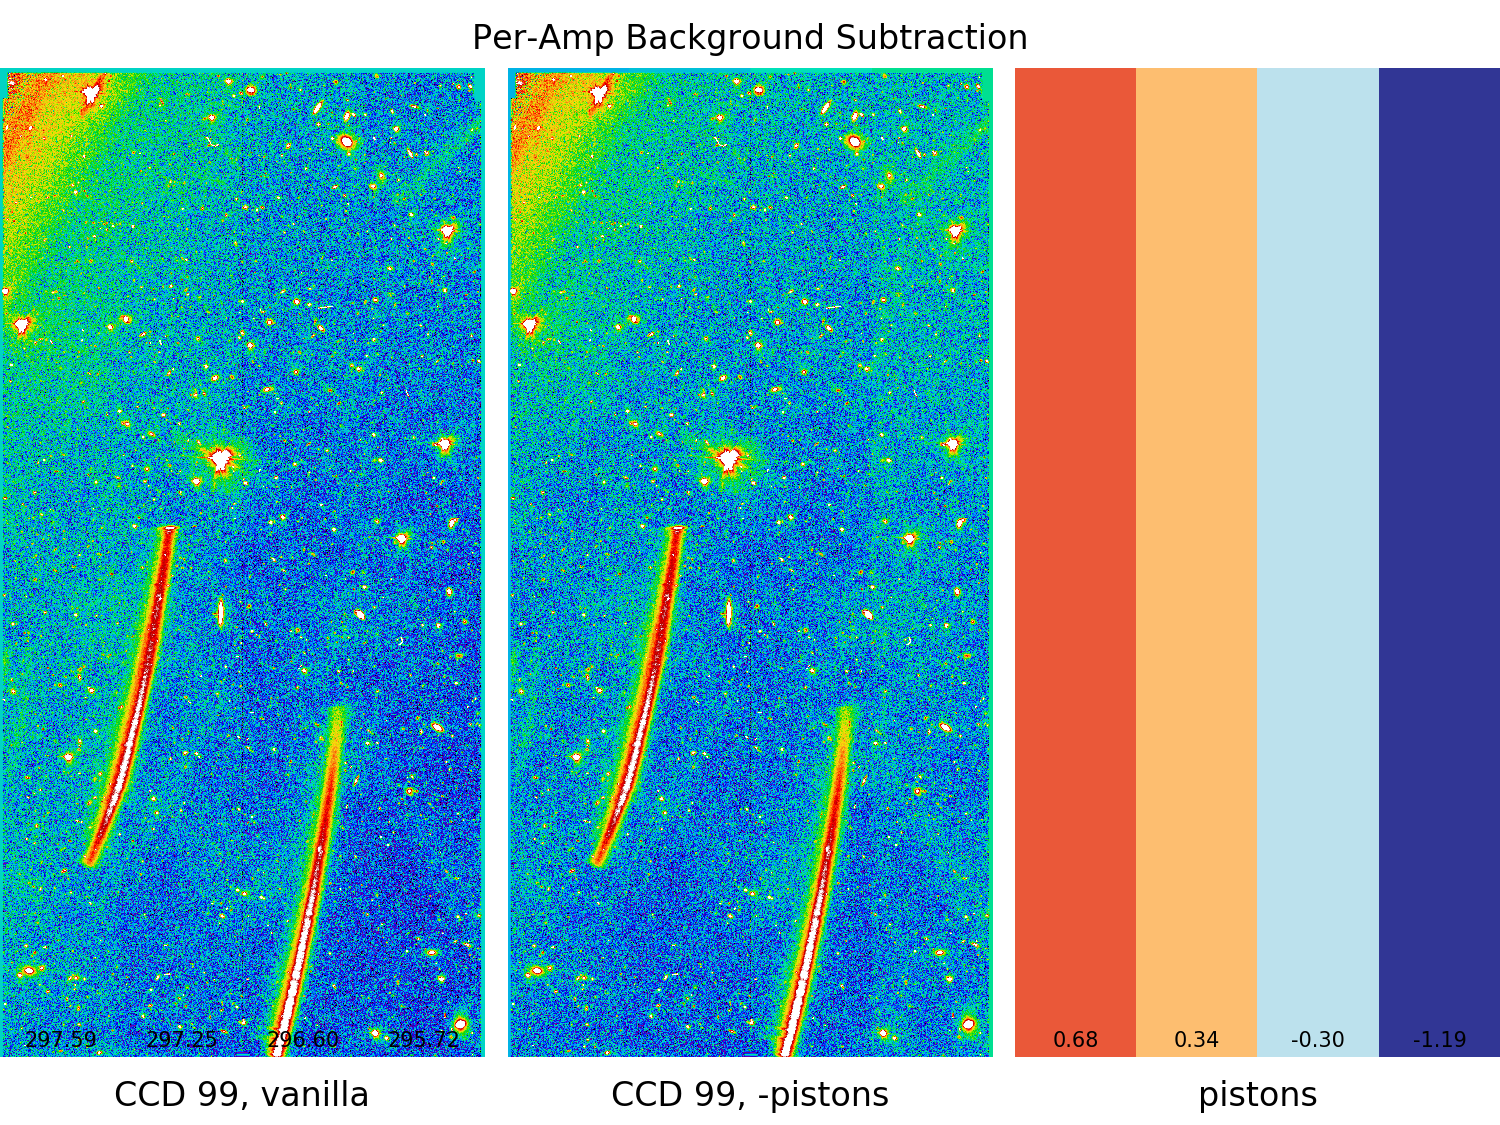 Per-Amp Background Subtraction
297.59 297.25 296.60 295.72
0.68 0.34 -0.30 -1.19
CCD 99, vanilla
CCD 99, -pistons
pistons